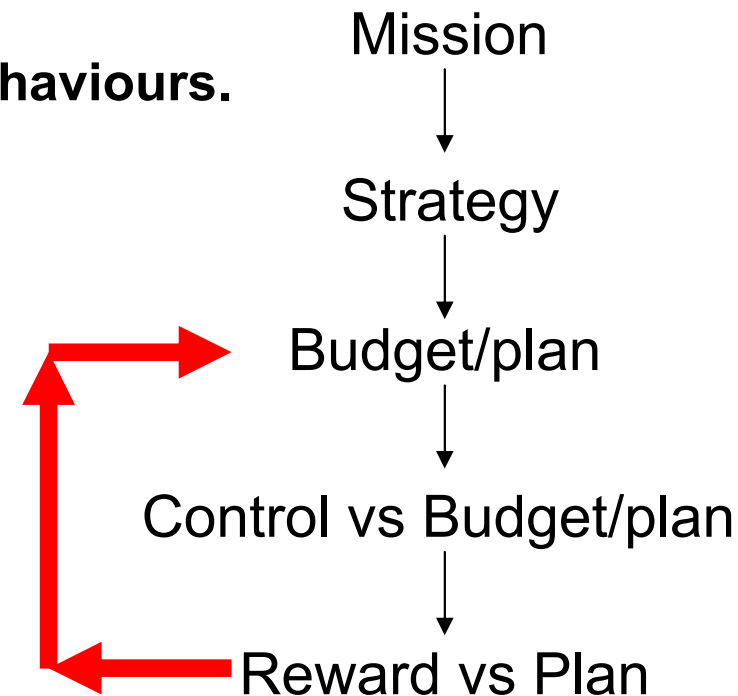 Mission
haviours.
Strategy
Budget/plan
Control vs Budget/plan
Reward vs Plan